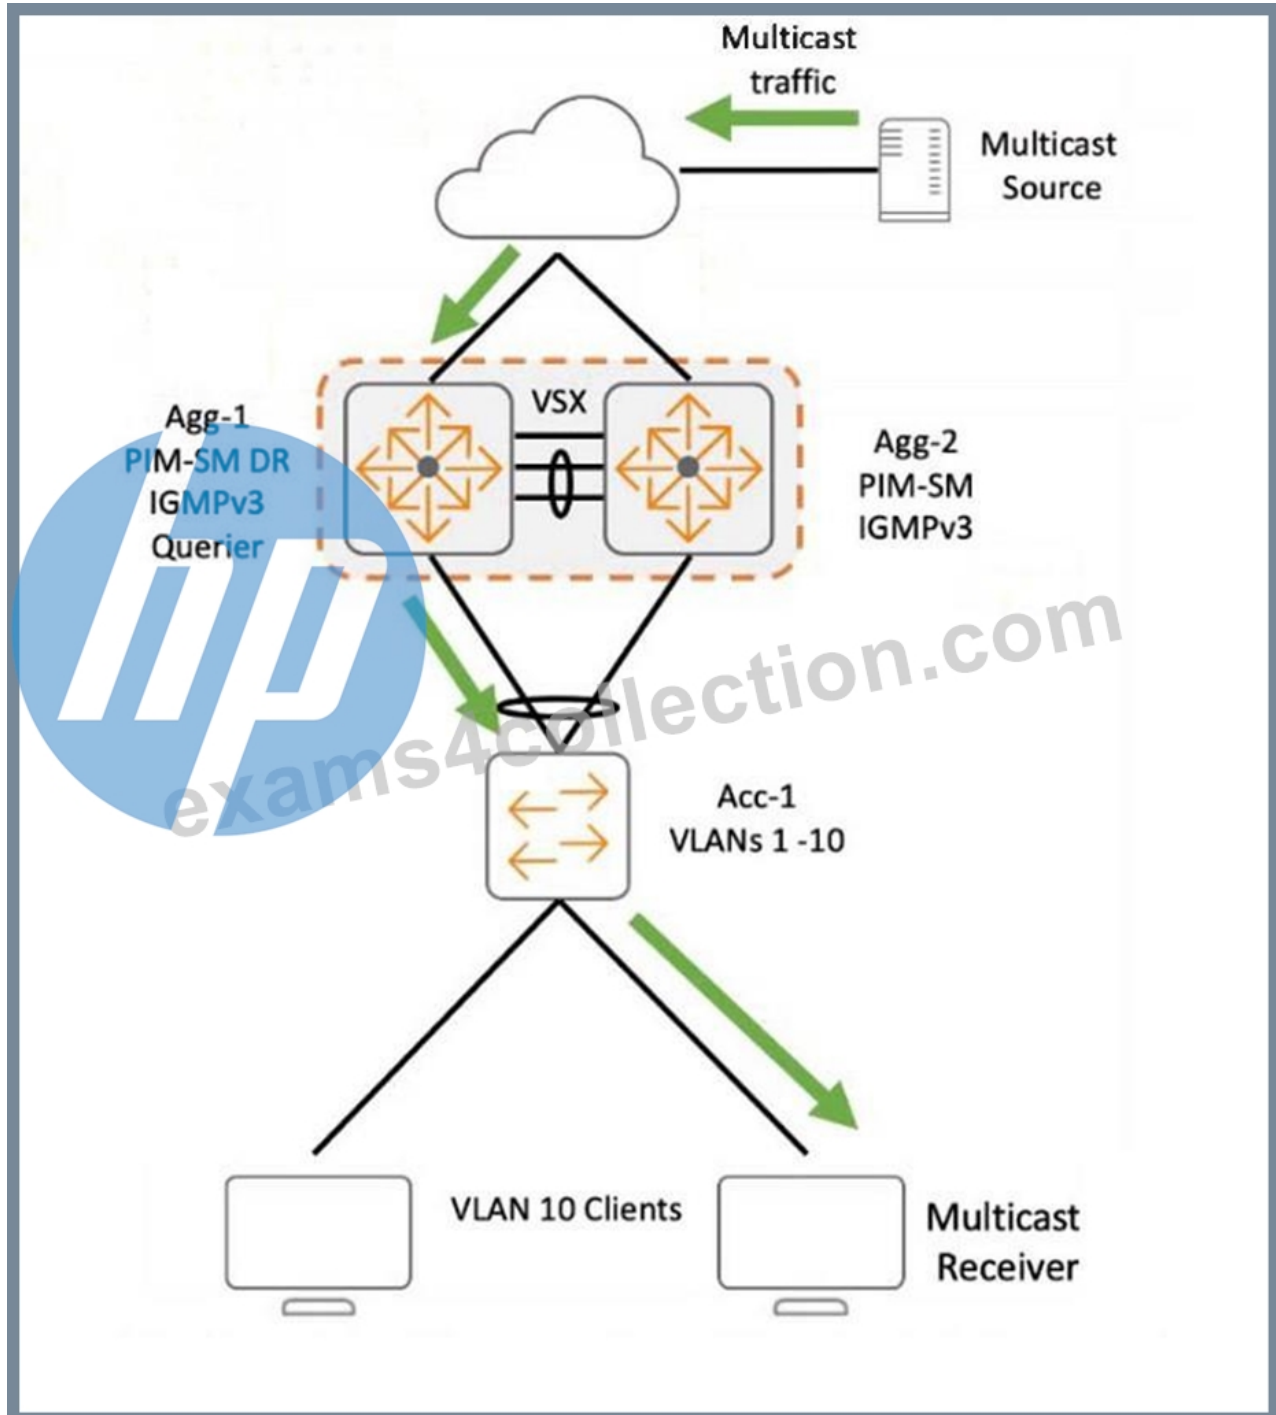 Multicast
traffic
Multicast
Source
VSX
Agg-1
PIM-SM DR
IGMPv3
Querier
Agg-2
PIM-SM
IGMPv3
hp
exams4collection.com
Acc-1
VLANs 1 -10
VLAN 10 Clients
Multicast
Receiver